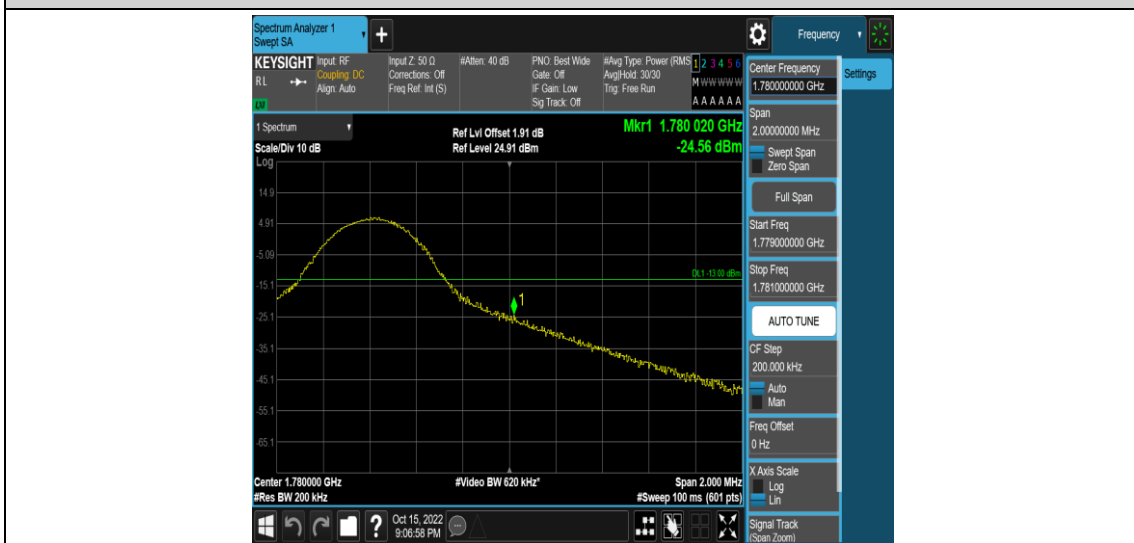 Spectrum Analyzer 1
Swept SA
+
Frequency
KEYSIGHT
RL
Input: RF
Coupling: DC
Align: Auto
Input Z: 50 Ω
Corrections: Off
Freq Ref: Int (S)
#Atten: 40 dB
PNO: Best Wide
Gate: Off
IF Gain: Low
Sig Track: Off
#Avg Type: Power (RMS
Avg|Hold: 30/30
Trig: Free Run
1 2 3 4 5 6
M W W W W W
A A A A A A
1 Spectrum
Scale/Div 10 dB
Log
Ref Lvl Offset 1.91 dB
Ref Level 24.91 dBm
Mkr1 1.780 020 GHz
-24.56 dBm
14.9
4.91
-5.09
-15.1
-25.1
-35.1
-45.1
-55.1
-65.1
DL1 -13.00 dBm
1
Center 1.780000 GHz
#Res BW 200 kHz
#Video BW 620 kHz*
Span 2.000 MHz
#Sweep 100 ms (601 pts)
?
Oct 15, 2022
9:06:58 PM
Center Frequency
1.780000000 GHz
Settings
Span
2.00000000 MHz
Swept Span
Zero Span
Full Span
Start Freq
1.779000000 GHz
Stop Freq
1.781000000 GHz
AUTO TUNE
CF Step
200.000 kHz
Auto
Man
Freq Offset
0 Hz
X Axis Scale
Log
Lin
Signal Track
(Span Zoom)